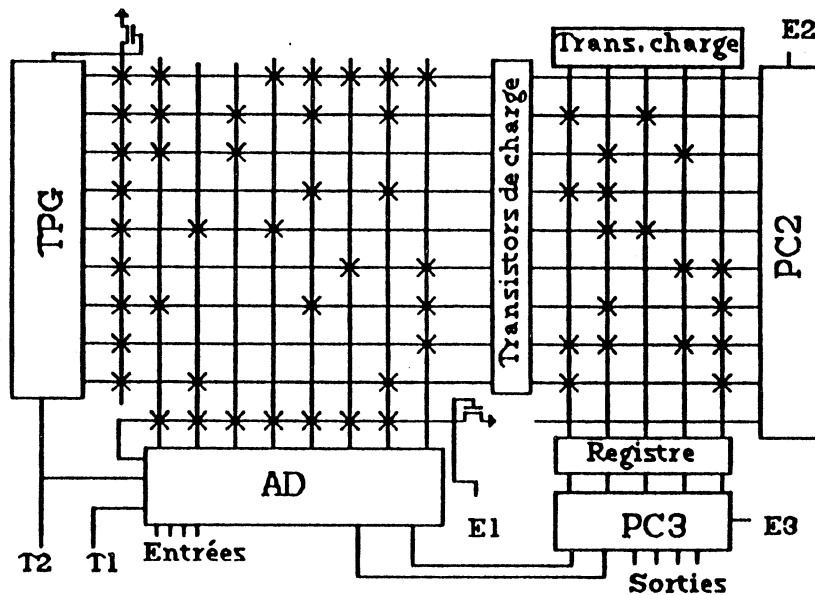 Trans. charge
E2
TPG
Transistors de charge
PC2
Registre
AD
E1
PC3
E3
T2
T1
Entrées
Sorties